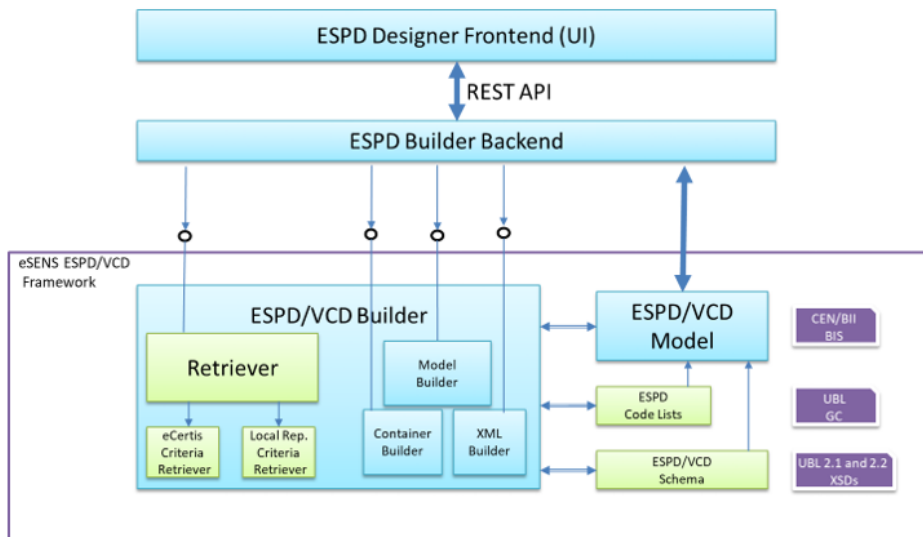 ESPD Designer Frontend (UI)
REST API
ESPD Builder Backend
eSENS ESPD/VCD
Framework
ESPD/VCD Builder
Retriever
eCertis
Criteria
Retriever
Local Rep.
Criteria
Retriever
Model
Builder
Container
Builder
XML
Builder
ESPD/VCD
Model
ESPD
Code Lists
ESPD/VCD
Schema
CEN/BII
BIS
UBL
GC
UBL 2.1 and 2.2
XSDs